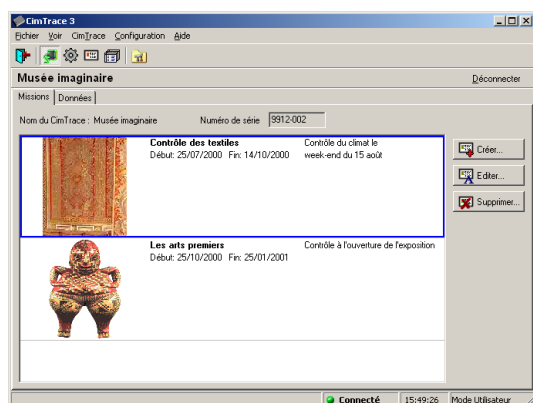 CimTrace 3
Fichier Voir CimTrace Configuration Aide
Musée imaginaire
Déconnecter
Missions Données
Nom du CimTrace : Musée imaginaire Numéro de série 9912-002
Contrôle des textiles
Début: 25/07/2000 Fin: 14/10/2000
Contrôle du climat le
week-end du 15 août
Créer...
Editer...
Supprimer...
Les arts premiers
Début: 25/10/2000 Fin: 25/01/2001
Contrôle à l'ouverture de l'exposition
Connecté 15:49:26 Mode Utilisateur